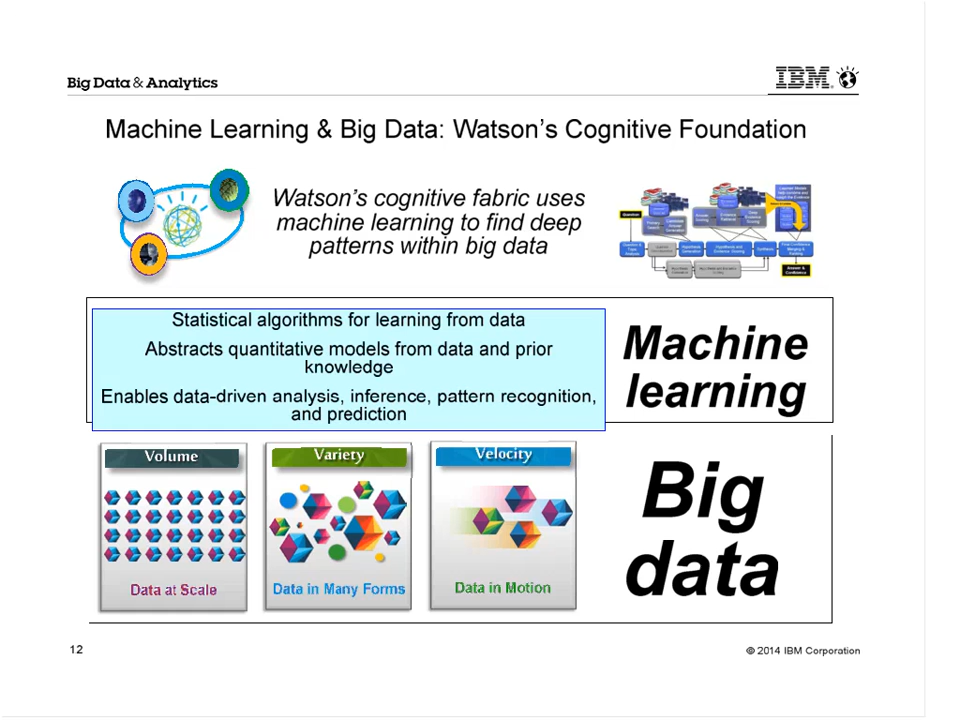 Big Data & Analytics
IBM
Machine Learning & Big Data: Watson's Cognitive Foundation
Watson's cognitive fabric uses
machine learning to find deep
patterns within big data
Question
Answer &
Confidence
Statistical algorithms for learning from data
Abstracts quantitative models from data and prior
knowledge
Enables data-driven analysis, inference, pattern recognition,
and prediction
Machine
learning
Volume
Variety
Velocity
Data at Scale
Data in Many Forms
Data in Motion
Big
data
12
© 2014 IBM Corporation